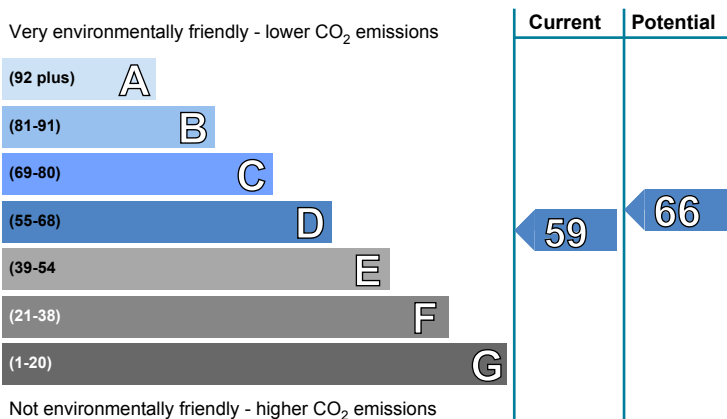 Current Potential
Very environmentally friendly - lower CO2 emissions
(92 plus) A
(81-91) B
(69-80) C
(55-68) D
59 66
(39-54 E
(21-38) F
(1-20) G
Not environmentally friendly - higher CO2 emissions